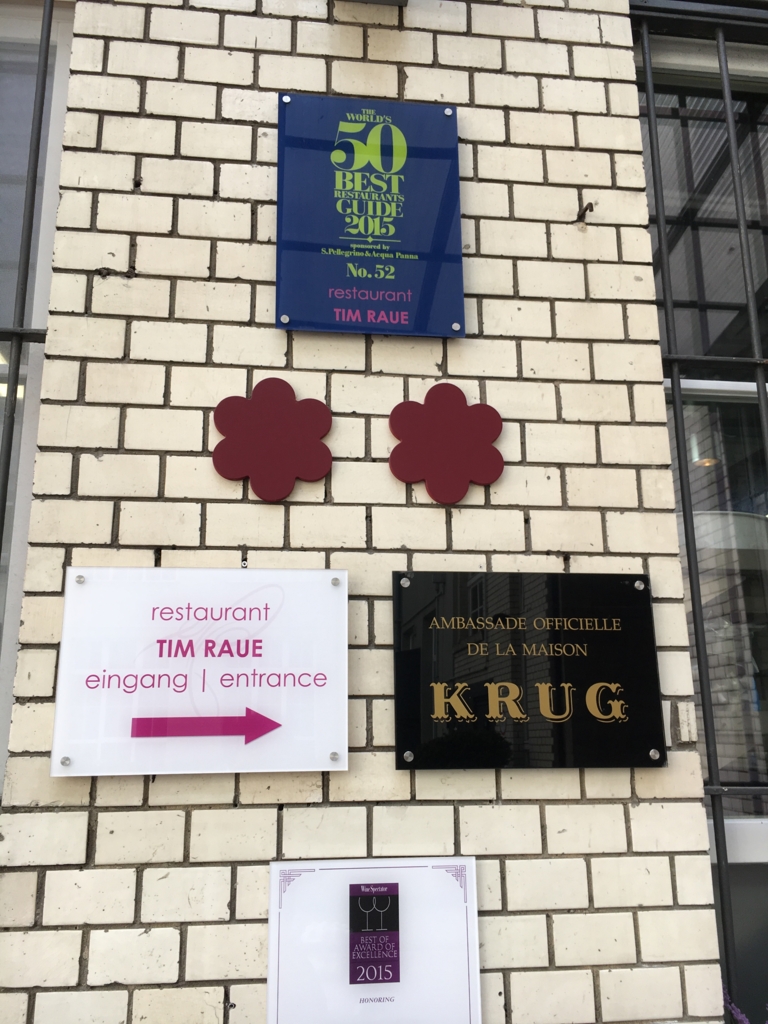 THE
WORLD'S
50
BEST
RESTAURANTS
GUIDE
2015
sponsored by
S.Pellegrino & Acqua Panna
No.52
restaurant
TIM RAUE
restaurant
TIM RAUE
eingang | entrance
AMBASSADE OFFICIELLE
DE LA MAISON
KRUG
Wine Spectator
BEST OF
AWARD OF
EXCELLENCE
2015
HONORING